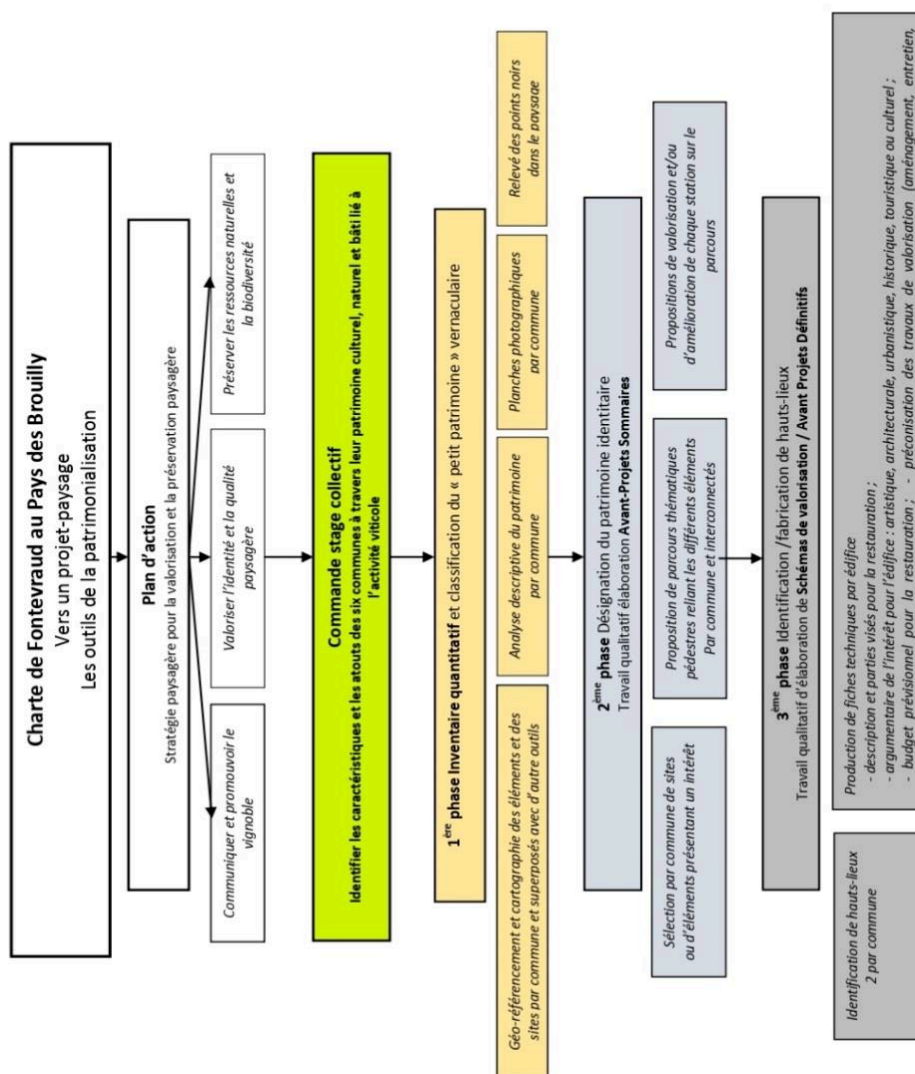 Charte de Fontevraud au Pays des Brouilly
Vers un projet-paysage
Les outils de la patrimonialisation
Plan d'action
Stratégie paysagère pour la valorisation et la préservation paysagère
Communiquer et promouvoir le
vignoble
Valoriser l'identité et la qualité
paysagère
Préserver les ressources naturelles et
la biodiversité
Commande stage collectif
Identifier les caractéristiques et les atouts des six communes à travers leur patrimoine culturel, naturel et bâti lié à
l'activité viticole
1ère phase Inventaire quantitatif et classification du « petit patrimoine » vernaculaire
Géo-référencement et cartographie des éléments et des
sites par commune et superposés avec d'autre outils
Analyse descriptive du patrimoine
par commune
Planches photographiques
par commune
Relevé des points noirs
dans le paysage
2ème phase Désignation du patrimoine identitaire
Travail qualitatif élaboration Avant-Projets Sommaires
Sélection par commune de sites
ou d'éléments présentant un intérêt
Proposition de parcours thématiques
pédestres reliant les différents éléments
Par commune et interconnectés
Propositions de valorisation et/ou
d'amélioration de chaque station sur le
parcours
3ème phase Identification /fabrication de hauts-lieux
Travail qualitatif d'élaboration de Schémas de valorisation / Avant Projets Définitifs
Identification de hauts-lieux
2 par commune
Production de fiches techniques par édifice
- description et parties visés pour la restauration ;
- argumentaire de l'intérêt pour l'édifice : artistique, architecturale, urbanistique, historique, touristique ou culturel ;
- budget prévisionnel pour la restauration ; - préconisation des travaux de valorisation (aménagement, entretien,